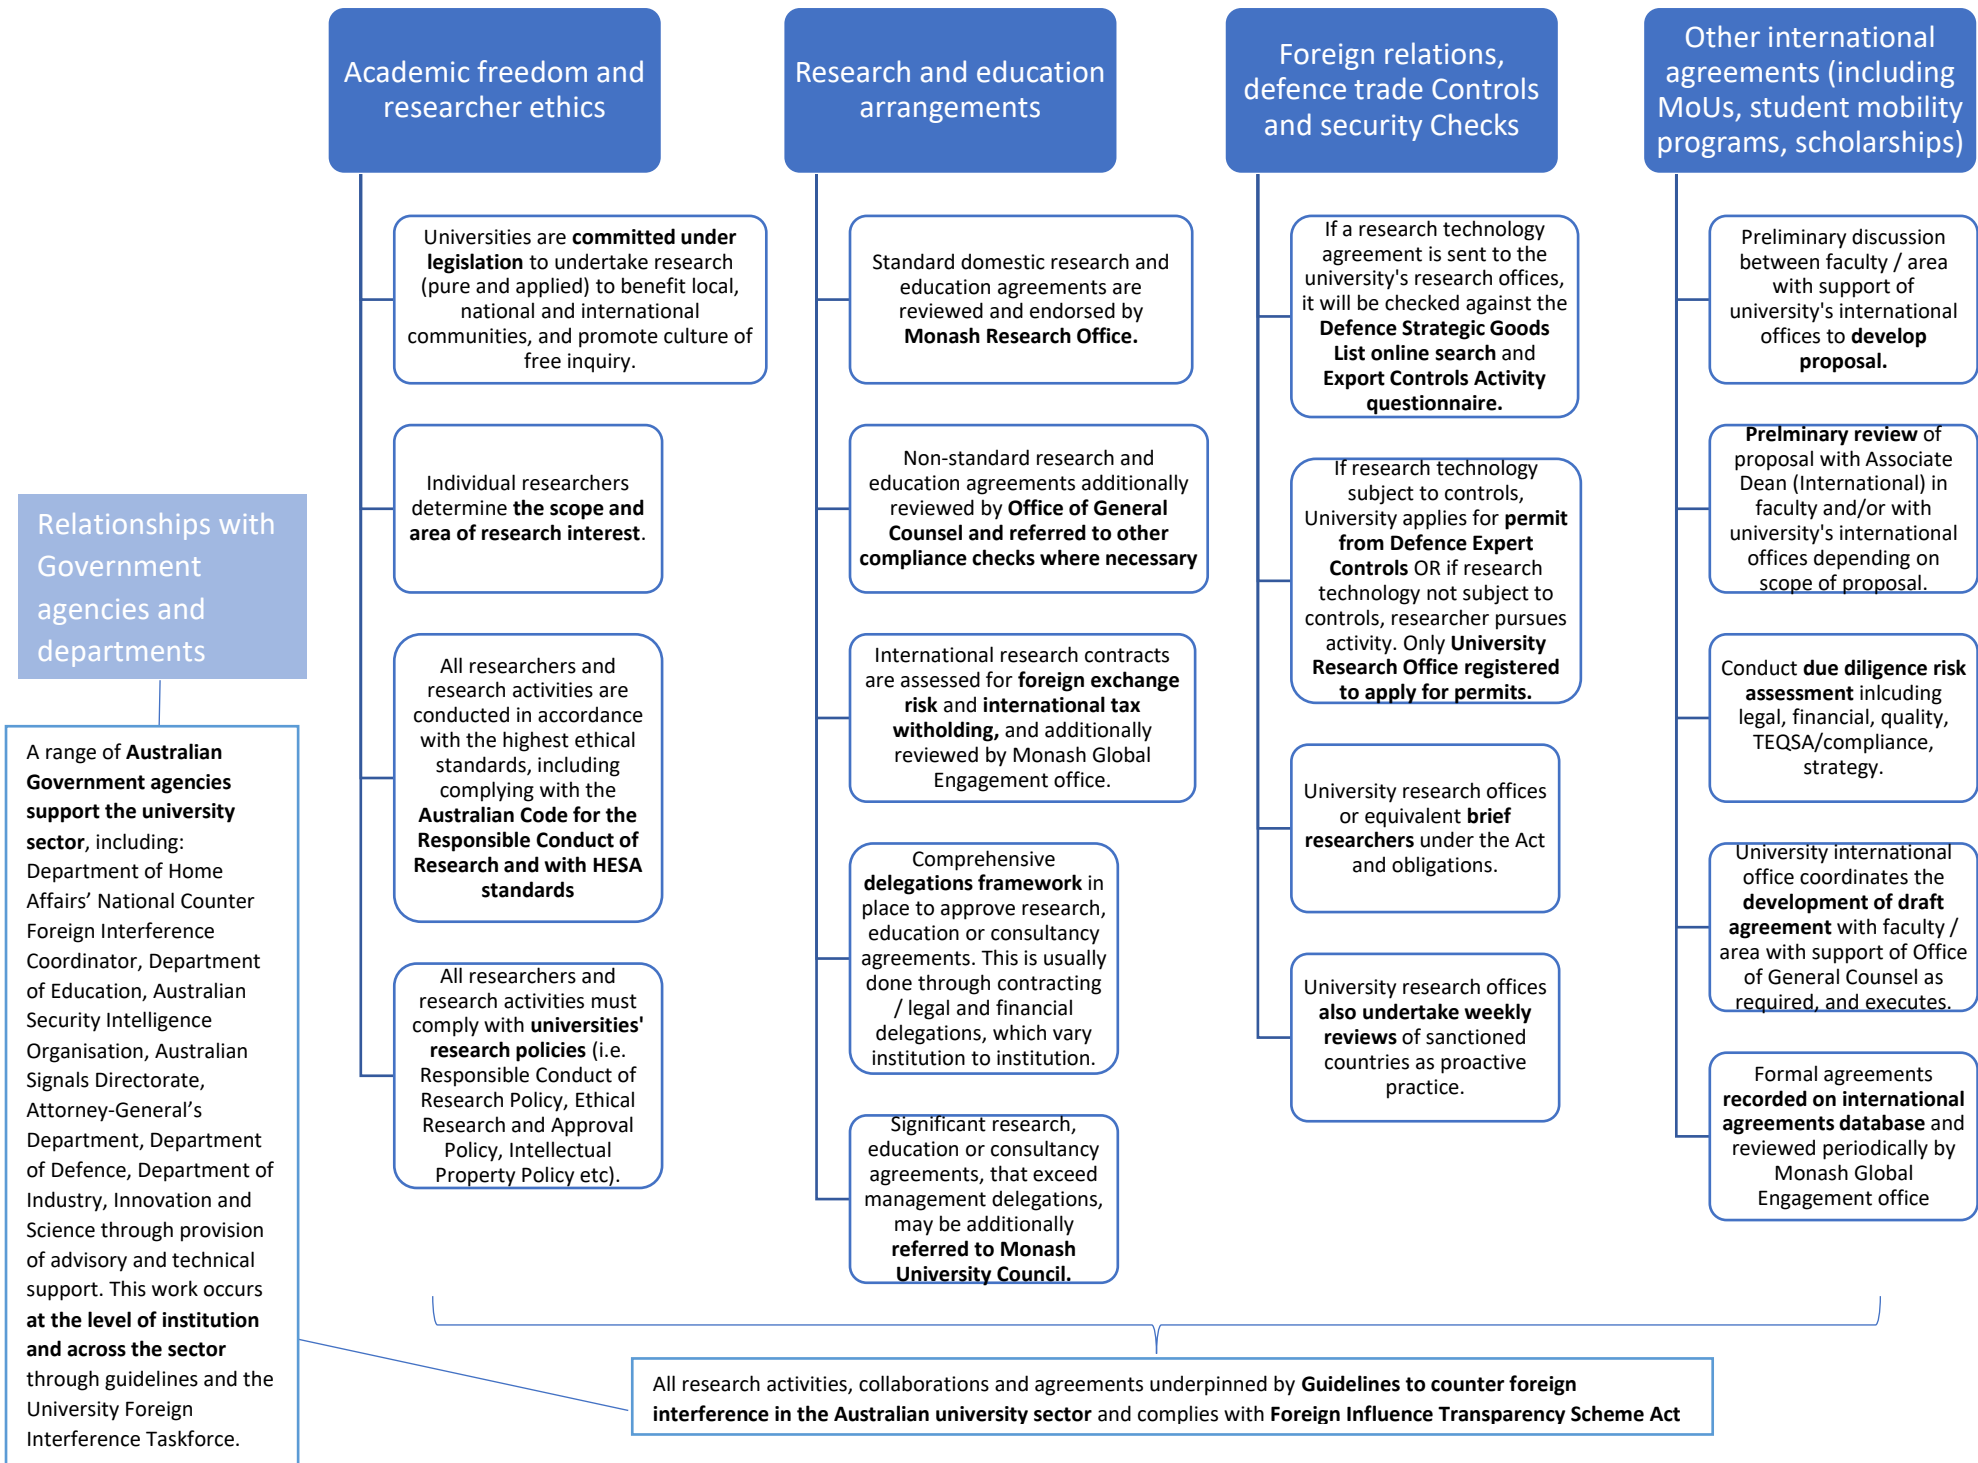 Academic freedom and
researcher ethics
Universities are committed under
legislation to undertake research
(pure and applied) to benefit local,
national and international
communities, and promote culture of
free inquiry.
Individual researchers
determine the scope and
area of research interest.
All researchers and
research activities are
conducted in accordance
with the highest ethical
standards, including
complying with the
Australian Code for the
Responsible Conduct of
Research and with HESA
standards
All researchers and
research activities must
comply with universities'
research policies (i.e.
Responsible Conduct of
Research Policy, Ethical
Research and Approval
Policy, Intellectual
Property Policy etc).
Research and education
arrangements
Standard domestic research and
education agreements are
reviewed and endorsed by
Monash Research Office.
Non-standard research and
education agreements additionally
reviewed by Office of General
Counsel and referred to other
compliance checks where necessary
International research contracts
are assessed for foreign exchange
risk and international tax
witholding, and additionally
reviewed by Monash Global
Engagement office.
Comprehensive
delegations framework in
place to approve research,
education or consultancy
agreements. This is usually
done through contracting
/ legal and financial
delegations, which vary
institution to institution.
Significant research,
education or consultancy
agreements, that exceed
management delegations,
may be additionally
referred to Monash
University Council.
Foreign relations,
defence trade Controls
and security Checks
If a research technology
agreement is sent to the
university's research offices,
it will be checked against the
Defence Strategic Goods
List online search and
Export Controls Activity
questionnaire.
If research technology
subject to controls,
University applies for permit
from Defence Expert
Controls OR if research
technology not subject to
controls, researcher pursues
activity. Only University
Research Office registered
to apply for permits.
University research offices
or equivalent brief
researchers under the Act
and obligations.
University research offices
also undertake weekly
reviews of sanctioned
countries as proactive
practice.
Other international
agreements (including
MoUs, student mobility
programs, scholarships)
Preliminary discussion
between faculty / area
with support of
university's international
offices to develop
proposal.
Prelminary review of
proposal with Associate
Dean (International) in
faculty and/or with
university's international
offices depending on
scope of proposal.
Conduct due diligence risk
assessment inlcuding
legal, financial, quality,
TEQSA/compliance,
strategy.
University international
office coordinates the
development of draft
agreement with faculty /
area with support of Office
of General Counsel as
required, and executes.
Formal agreements
recorded on international
agreements database and
reviewed periodically by
Monash Global
Engagement office
Relationships with
Government
agencies and
departments
A range of Australian
Government agencies
support the university
sector, including:
Department of Home
Affairs’ National Counter
Foreign Interference
Coordinator, Department
of Education, Australian
Security Intelligence
Organisation, Australian
Signals Directorate,
Attorney-General’s
Department, Department
of Defence, Department of
Industry, Innovation and
Science through provision
of advisory and technical
support. This work occurs
at the level of institution
and across the sector
through guidelines and the
University Foreign
Interference Taskforce.
All research activities, collaborations and agreements underpinned by Guidelines to counter foreign
interference in the Australian university sector and complies with Foreign Influence Transparency Scheme Act